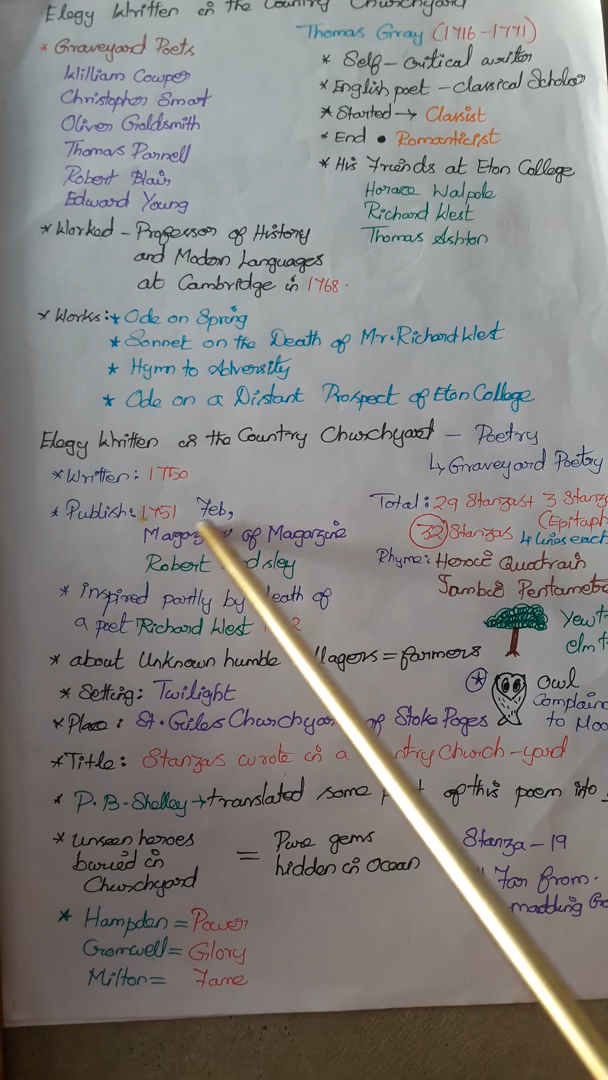 Elegy Written in the Country Churchyard
Thomas Gray (1716-1771)
* Graveyard Poets
William Cowper
Christopher Smart
Oliver Goldsmith
Thomas Parnell
Robert Blair
Edward Young
* Self-critical writer
* English poet - Classical Scholar
* Started → Classist
* End • Romanticist
* His Friends at Eton College
Horace Walpole
Richard West
Thomas Ashton
* Worked - Professor of History
and Modern Languages
at Cambridge in 1768.
* Works: * Ode on Spring
* Sonnet on the Death of Mr. Richard West
* Hymn to Adversity
* Ode on a Distant Prospect of Eton College
Elegy Written in the Country Churchyard - Poetry
↳ Graveyard Poetry
* Written: 1750
* Publish: 1751 Feb,
of Magazine
Robert
Total: 29 Stanzas + 3
32 Stanzas 4 lines each
Rhyme: Heroic Quatrain
* inspired partly by death of
a poet Richard West
* about Unknown humble = farmers
* Setting: Twilight
* Place: St. Giles of Stoke Poges
* Title: Stanzas wrote in a Church-yard
Owl
to
* P.B. Shelley → translated some of this poem into
* Unseen heroes
buried in
Churchyard
= Pure gems
hidden in Ocean
Stanza - 19
Far from
madding
* Hampden = Power
Cromwell = Glory
Milton = Fame